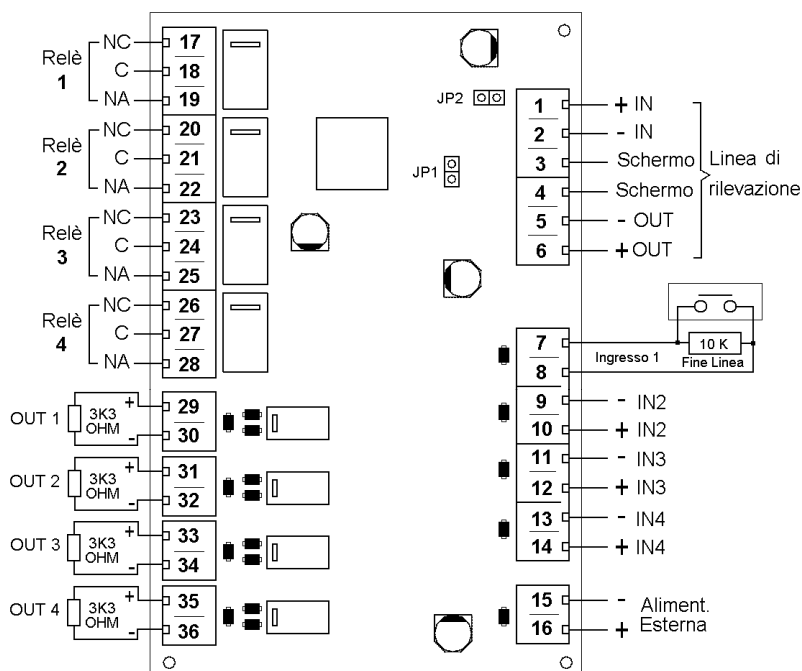 Relè
1
NC
C
NA
17
18
19
Relè
2
NC
C
NA
20
21
22
Relè
3
NC
C
NA
23
24
25
Relè
4
NC
C
NA
26
27
28
OUT 1
3K3
OHM
+
-
29
30
OUT 2
3K3
OHM
+
-
31
32
OUT 3
3K3
OHM
+
-
33
34
OUT 4
3K3
OHM
+
-
35
36
JP2
JP1
1 + IN
2 - IN
3 Schermo
4 Schermo
5 - OUT
6 + OUT
Linea di
rilevazione
7
8
Ingresso 1
10 K
Fine Linea
9 - IN2
10 + IN2
11 - IN3
12 + IN3
13 - IN4
14 + IN4
15 -
16 +
Aliment.
Esterna